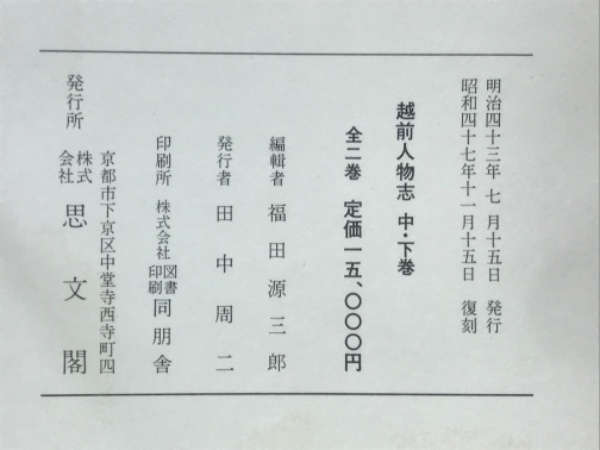 明治四十三年 七 月十五日 発行
昭和四十七年十一月十五日 復刻
越前人物志 中・下巻
全二巻 定価一五、〇〇〇円
編輯者 福田源三郎
発行者 田中周二
印刷所 株式会社 図書印刷 同朋舎
京都市下京区中堂寺西寺町四
発行所 株式会社 思文閣